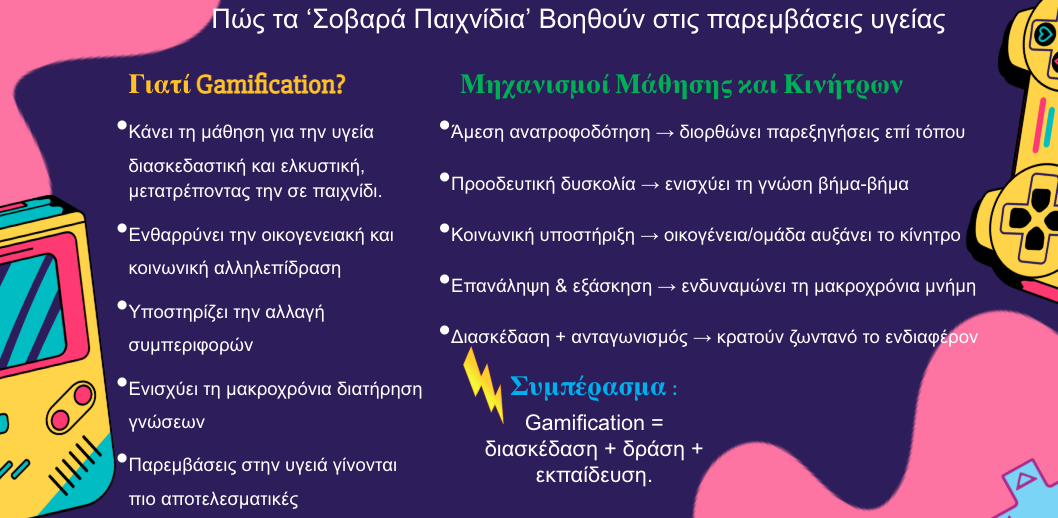 Πώς τα ‘Σοβαρά Παιχνίδια’ Βοηθούν στις παρεμβάσεις υγείας
Γιατί Gamification?
•Κάνει τη μάθηση για την υγεία
διασκεδαστική και ελκυστική,
μετατρέποντας την σε παιχνίδι.
•Ενθαρρύνει την οικογενειακή και
κοινωνική αλληλεπίδραση
•Υποστηρίζει την αλλαγή
συμπεριφορών
•Ενισχύει τη μακροχρόνια διατήρηση
γνώσεων
•Παρεμβάσεις στην υγειά γίνονται
πιο αποτελεσματικές
Μηχανισμοί Μάθησης και Κινήτρων
•Άμεση ανατροφοδότηση → διορθώνει παρεξηγήσεις επί τόπου
•Προοδευτική δυσκολία → ενισχύει τη γνώση βήμα-βήμα
•Κοινωνική υποστήριξη → οικογένεια/ομάδα αυξάνει το κίνητρο
•Επανάληψη & εξάσκηση → ενδυναμώνει τη μακροχρόνια μνήμη
•Διασκέδαση + ανταγωνισμός → κρατούν ζωντανό το ενδιαφέρον
Συμπέρασμα :
Gamification =
διασκέδαση + δράση +
εκπαίδευση.